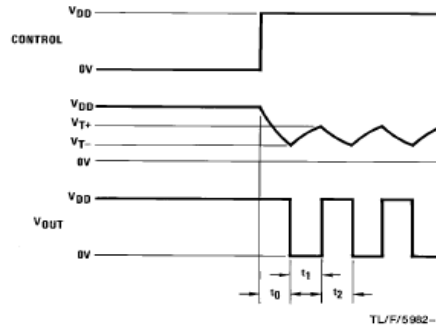 VDD
CONTROL
0V
VDD
VT+
VT−
0V
VDD
VOUT
0V
t1
t0
t2
TL/F/5982–